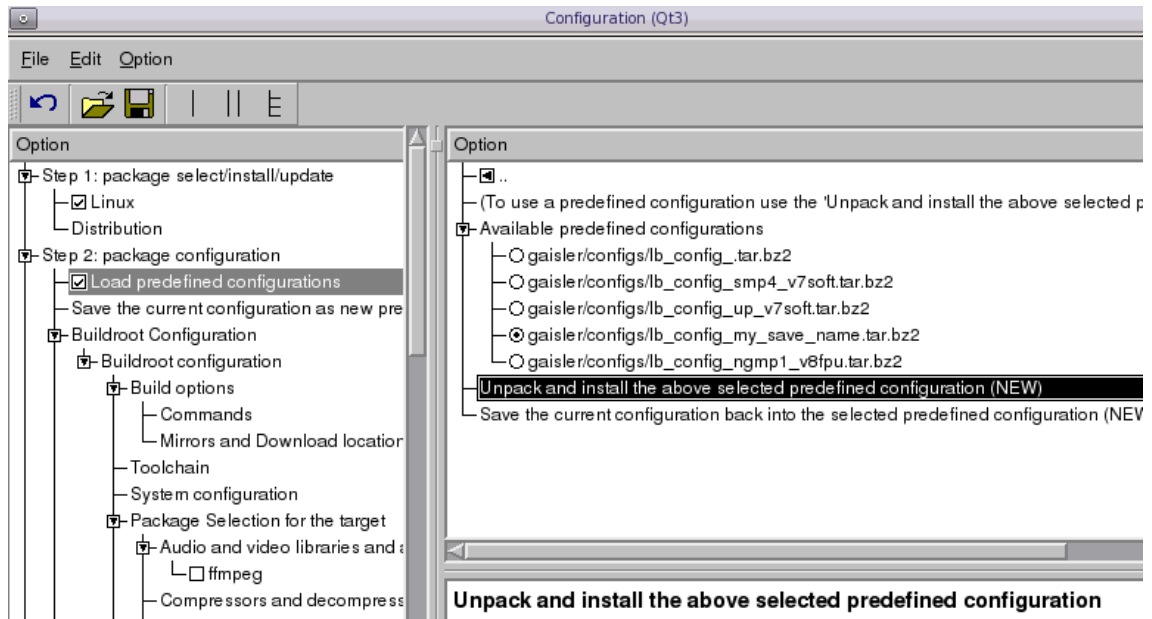 Configuration (Qt3)
File Edit Option
Option
Step 1: package select/install/update
Linux
Distribution
Step 2: package configuration
Load predefined configurations
Save the current configuration as new pre
Buildroot Configuration
Buildroot configuration
Build options
Commands
Mirrors and Download location
Toolchain
System configuration
Package Selection for the target
Audio and video libraries and a
ffmpeg
Compressors and decompress
Option
..
(To use a predefined configuration use the 'Unpack and install the above selected p
Available predefined configurations
gaisler/configs/lb_config_.tar.bz2
gaisler/configs/lb_config_smp4_v7soft.tar.bz2
gaisler/configs/lb_config_up_v7soft.tar.bz2
gaisler/configs/lb_config_my_save_name.tar.bz2
gaisler/configs/lb_config_ngmp1_v8fpu.tar.bz2
Unpack and install the above selected predefined configuration (NEW)
Save the current configuration back into the selected predefined configuration (NEW
Unpack and install the above selected predefined configuration